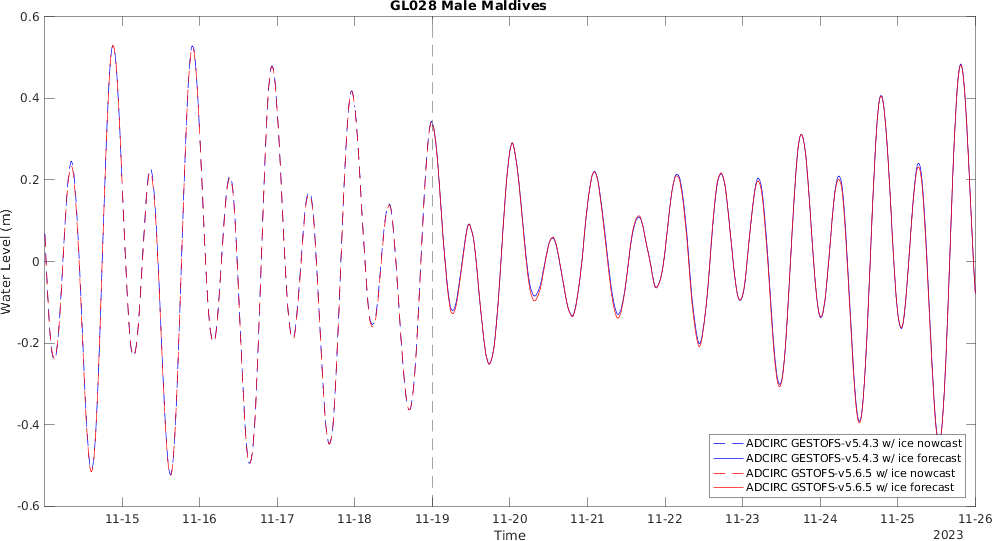 GL028 Male Maldives
0.6
0.4
0.2
0
-0.2
-0.4
-0.6
Water Level (m)
11-15
11-16
11-17
11-18
11-19
11-20
11-21
11-22
11-23
11-24
11-25
11-26
Time
2023
ADCIRC GESTOFS-v5.4.3 w/ ice nowcast
ADCIRC GESTOFS-v5.4.3 w/ ice forecast
ADCIRC GSTOFS-v5.6.5 w/ ice nowcast
ADCIRC GSTOFS-v5.6.5 w/ ice forecast